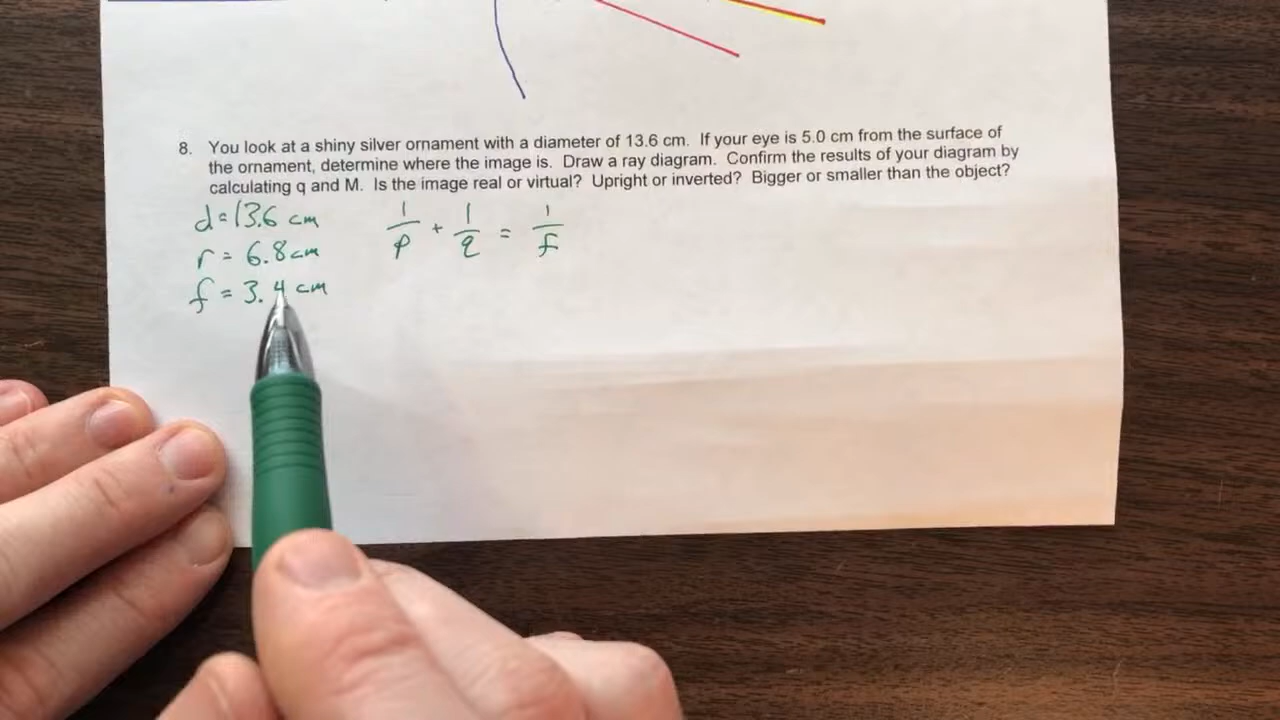 8. You look at a shiny silver ornament with a diameter of 13.6 cm. If your eye is 5.0 cm from the surface of
the ornament, determine where the image is. Draw a ray diagram. Confirm the results of your diagram by
calculating q and M. Is the image real or virtual? Upright or inverted? Bigger or smaller than the object?
d=13.6 cm
r = 6.8 cm
f = 3.4 cm
1/p + 1/q = 1/f